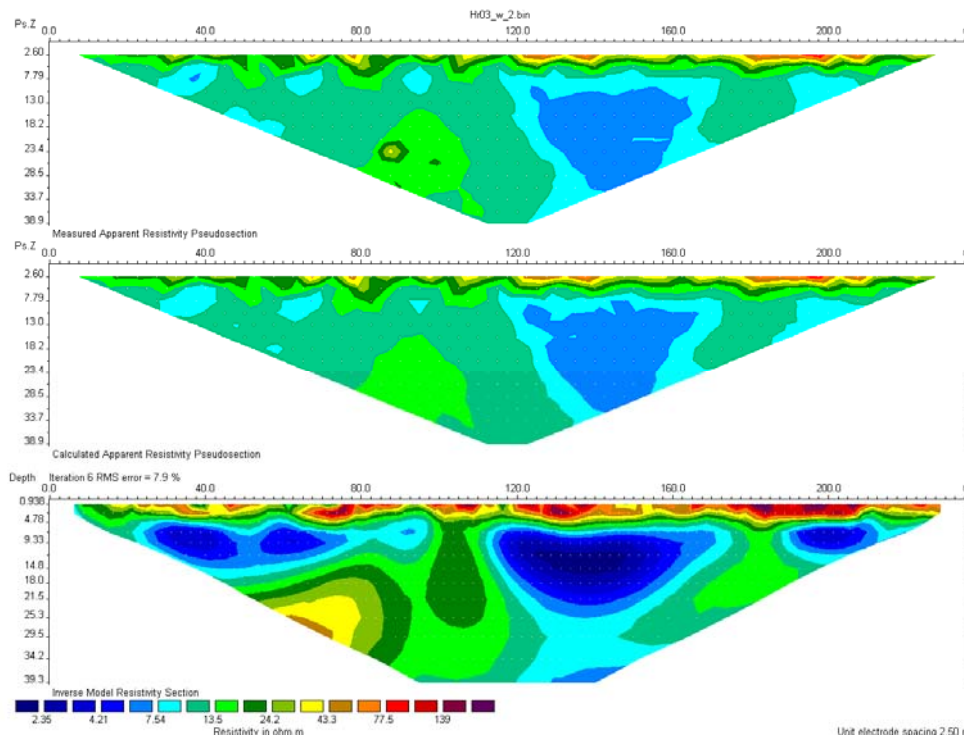 Hr03_w_2.bin
Ps.Z 0.0 40.0 80.0 120.0 160.0 200.0
2.60
7.79
13.0
18.2
23.4
28.5
33.7
38.9
Measured Apparent Resistivity Pseudosection
Ps.Z 0.0 40.0 80.0 120.0 160.0 200.0
2.60
7.79
13.0
18.2
23.4
28.5
33.7
38.9
Calculated Apparent Resistivity Pseudosection
Depth Iteration 6 RMS error = 7.9 %
0.0 40.0 80.0 120.0 160.0 200.0
0.938
4.78
9.33
14.8
18.0
25.3
29.5
34.2
39.3
Inverse Model Resistivity Section
2.35 4.21 7.54 13.5 24.2 43.3 77.5 139
Resistivity in ohm.m
Unit electrode spacing 2.50